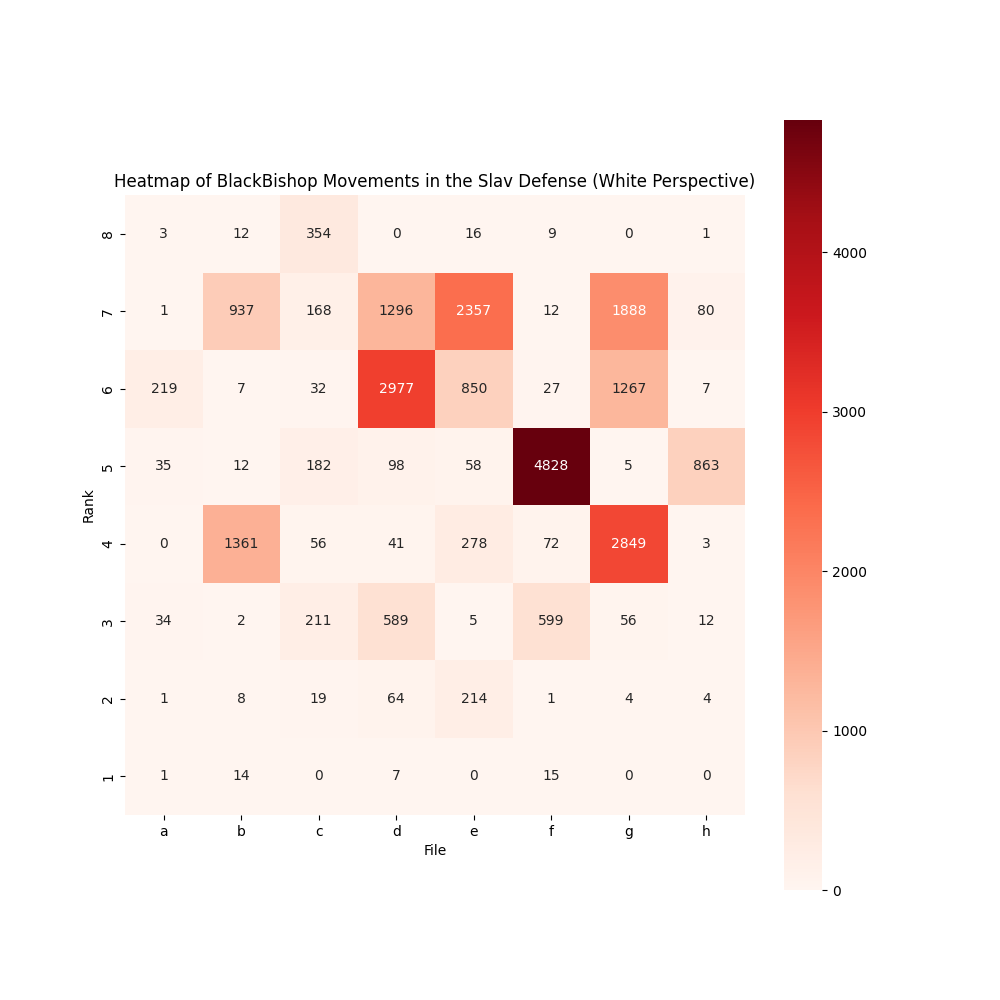 Heatmap of BlackBishop Movements in the Slav Defense (White Perspective)
8 3 12 354 0 16 9 0 1
7 1 937 168 1296 2357 12 1888 80
6 219 7 32 2977 850 27 1267 7
5 35 12 182 98 58 4828 5 863
4 0 1361 56 41 278 72 2849 3
3 34 2 211 589 5 599 56 12
2 1 8 19 64 214 1 4 4
1 1 14 0 7 0 15 0 0
a b c d e f g h
File
Rank
4000
3000
2000
1000
0